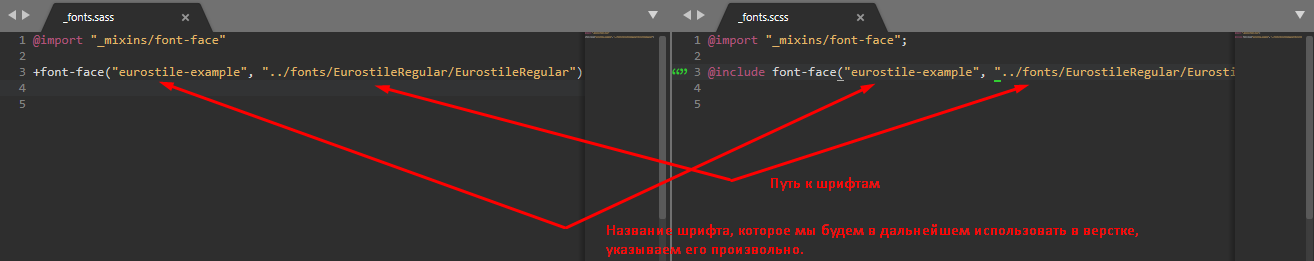 _fonts.sass ×
1 @import "_mixins/font-face"
2
3 +font-face("eurostile-example", "../fonts/EurostileRegular/EurostileRegular")
4
5
_fonts.scss ×
1 @import "_mixins/font-face";
2
3 @include font-face("eurostile-example", "../fonts/EurostileRegular/Eurosti
4
5
Путь к шрифтам
Название шрифта, которое мы будем в дальнейшем использовать в верстке,
указываем его произвольно.